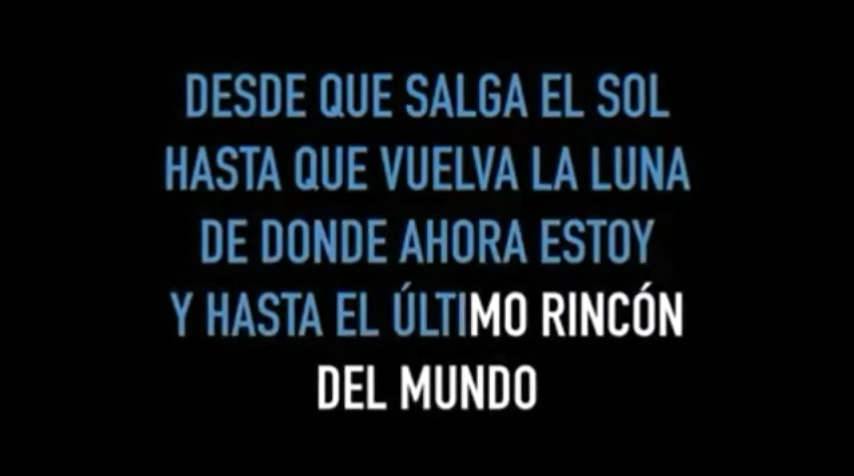 DESDE QUE SALGA EL SOL
HASTA QUE VUELVA LA LUNA
DE DONDE AHORA ESTOY
Y HASTA EL ÚLTIMO RINCÓN
DEL MUNDO